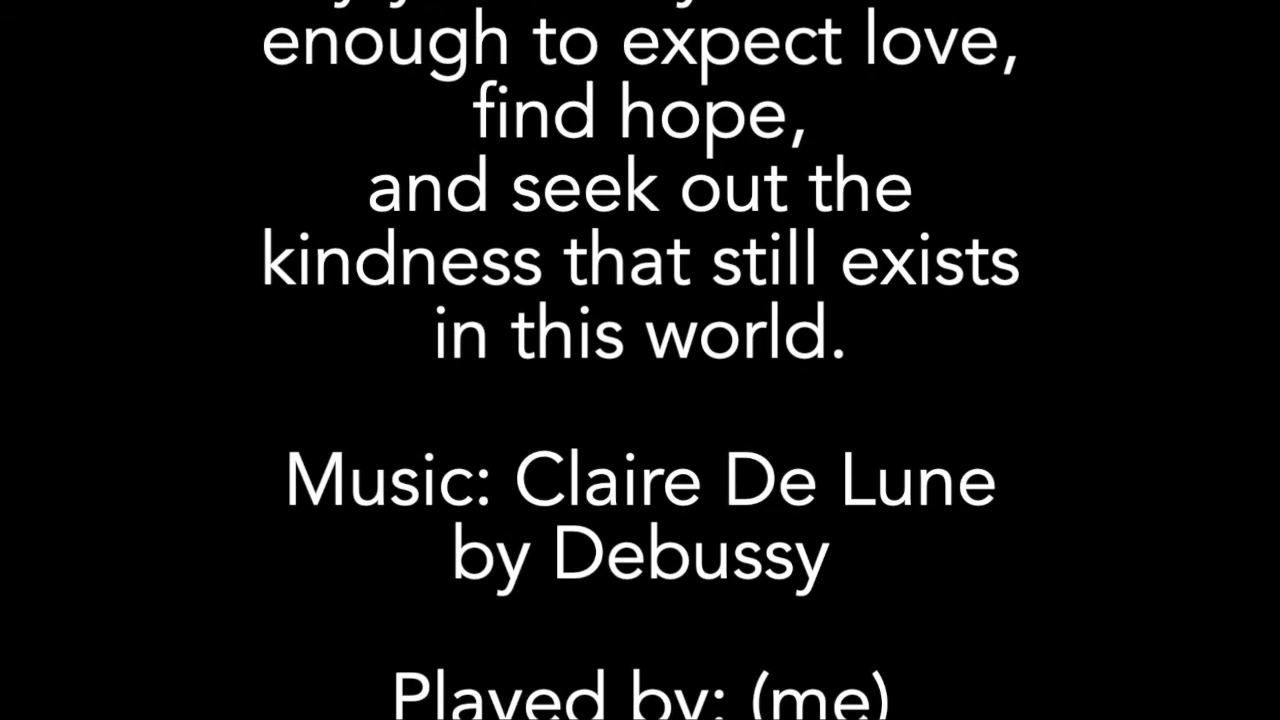 enough to expect love,
find hope,
and seek out the
kindness that still exists
in this world.
Music: Claire De Lune
by Debussy
Played by: (me)